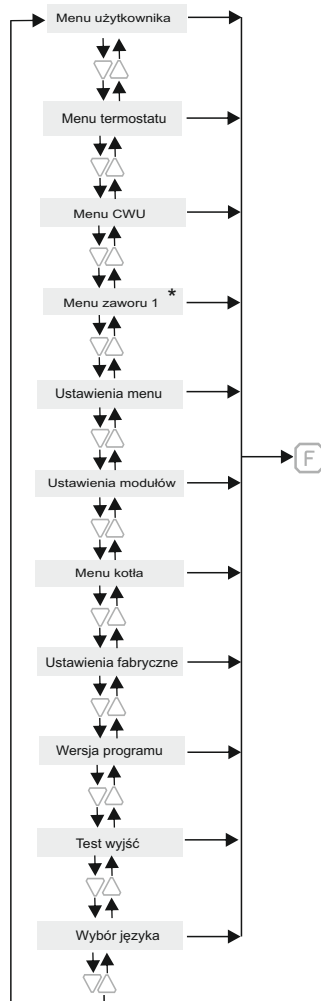 Menu użytkownika
Menu termostatu
Menu CWU
Menu zaworu 1 *
Ustawienia menu
F
Ustawienia modułów
Menu kotła
Ustawienia fabryczne
Wersja programu
Test wyjść
Wybór języka